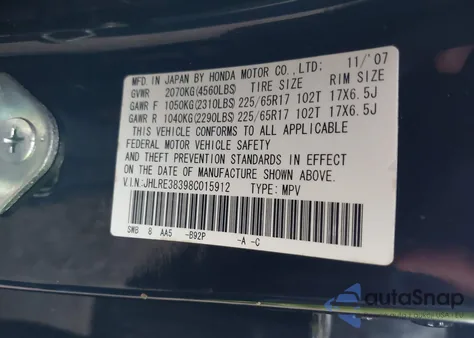 MFD. IN JAPAN BY HONDA MOTOR CO., LTD: 11/'07
GVWR 2070KG(4560LBS) TIRE SIZE RIM SIZE
GAWR F 1050KG(2310LBS) 225/65R17 102T 17X6.5J
GAWR R 1040KG(2290LBS) 225/65R17 102T 17X6.5J
THIS VEHICLE CONFORMS TO ALL APPLICABLE
FEDERAL MOTOR VEHICLE SAFETY
AND THEFT PREVENTION STANDARDS IN EFFECT
ON THE DATE OF MANUFACTURE SHOWN ABOVE.
V.I.N:JHLRE38398C015912 TYPE: MPV
SWB 8 AA5 -B92P -A -C
autoSnap